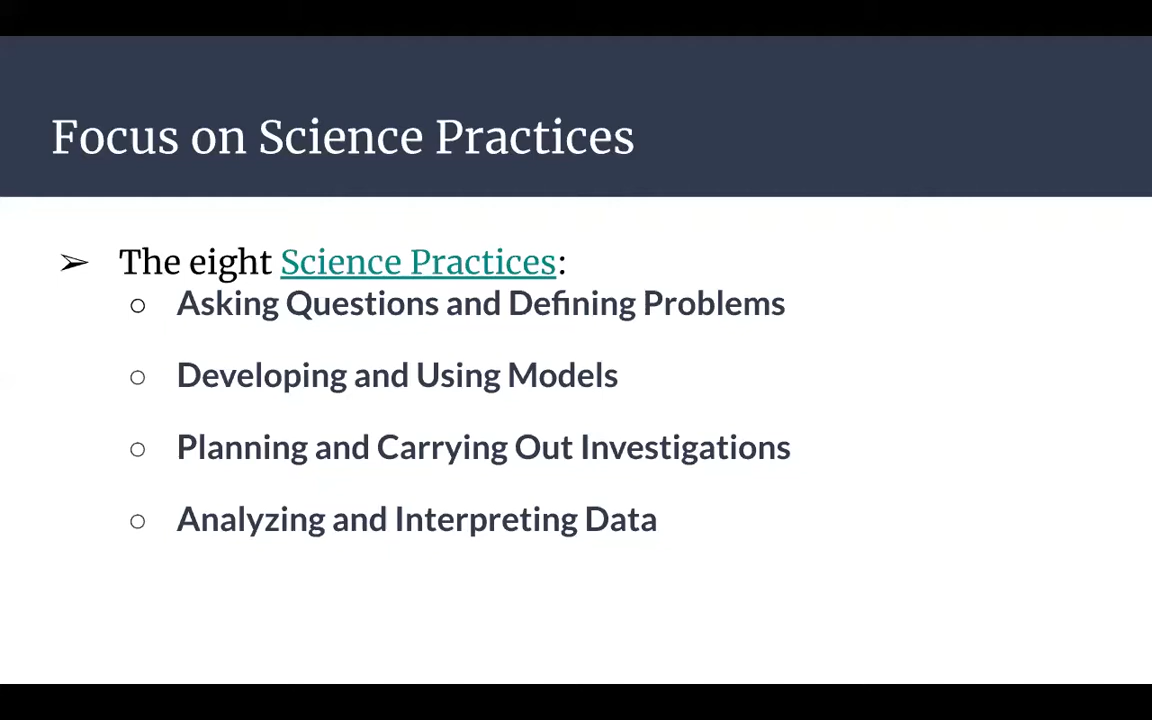 Focus on Science Practices
➢ The eight Science Practices:
○ Asking Questions and Defining Problems
○ Developing and Using Models
○ Planning and Carrying Out Investigations
○ Analyzing and Interpreting Data